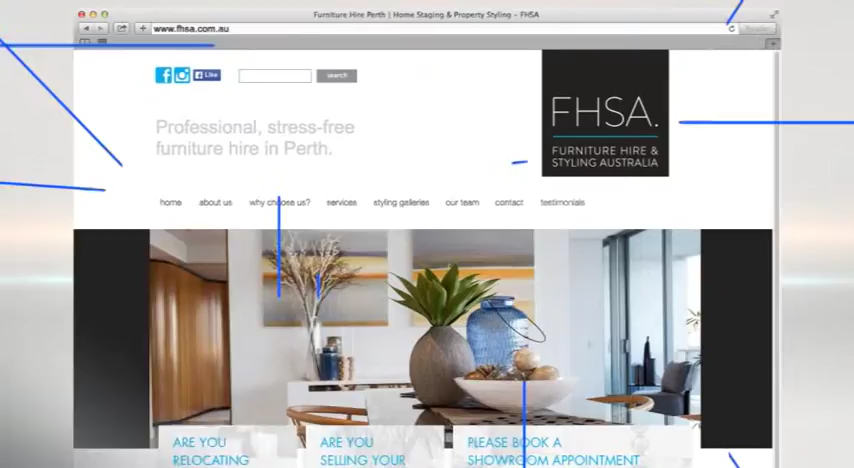 Furniture Hire Perth | Home Staging & Property Styling – FHSA
www.fhsa.com.au
Like
search
FHSA.
FURNITURE HIRE &
STYLING AUSTRALIA
Professional, stress-free
furniture hire in Perth.
home about us why choose us? services styling galleries our team contact testimonials
ARE YOU
RELOCATING
ARE YOU
SELLING YOUR
PLEASE BOOK A
SHOWROOM APPOINTMENT